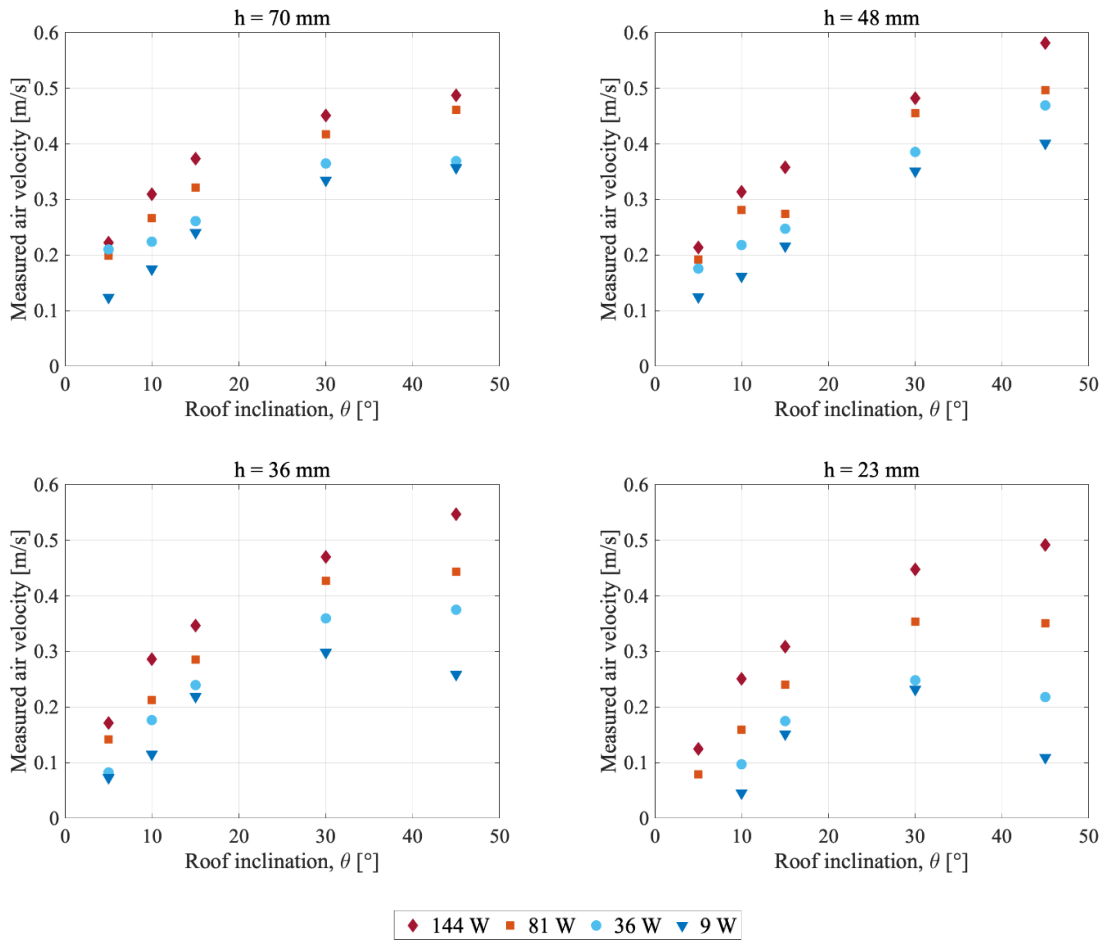 h = 70 mm
Measured air velocity [m/s]
0.6
0.5
0.4
0.3
0.2
0.1
0
0 10 20 30 40 50
Roof inclination, θ [°]
h = 48 mm
Measured air velocity [m/s]
0.6
0.5
0.4
0.3
0.2
0.1
0
0 10 20 30 40 50
Roof inclination, θ [°]
h = 36 mm
Measured air velocity [m/s]
0.6
0.5
0.4
0.3
0.2
0.1
0
0 10 20 30 40 50
Roof inclination, θ [°]
h = 23 mm
Measured air velocity [m/s]
0.6
0.5
0.4
0.3
0.2
0.1
0
0 10 20 30 40 50
Roof inclination, θ [°]
144 W 81 W 36 W 9 W